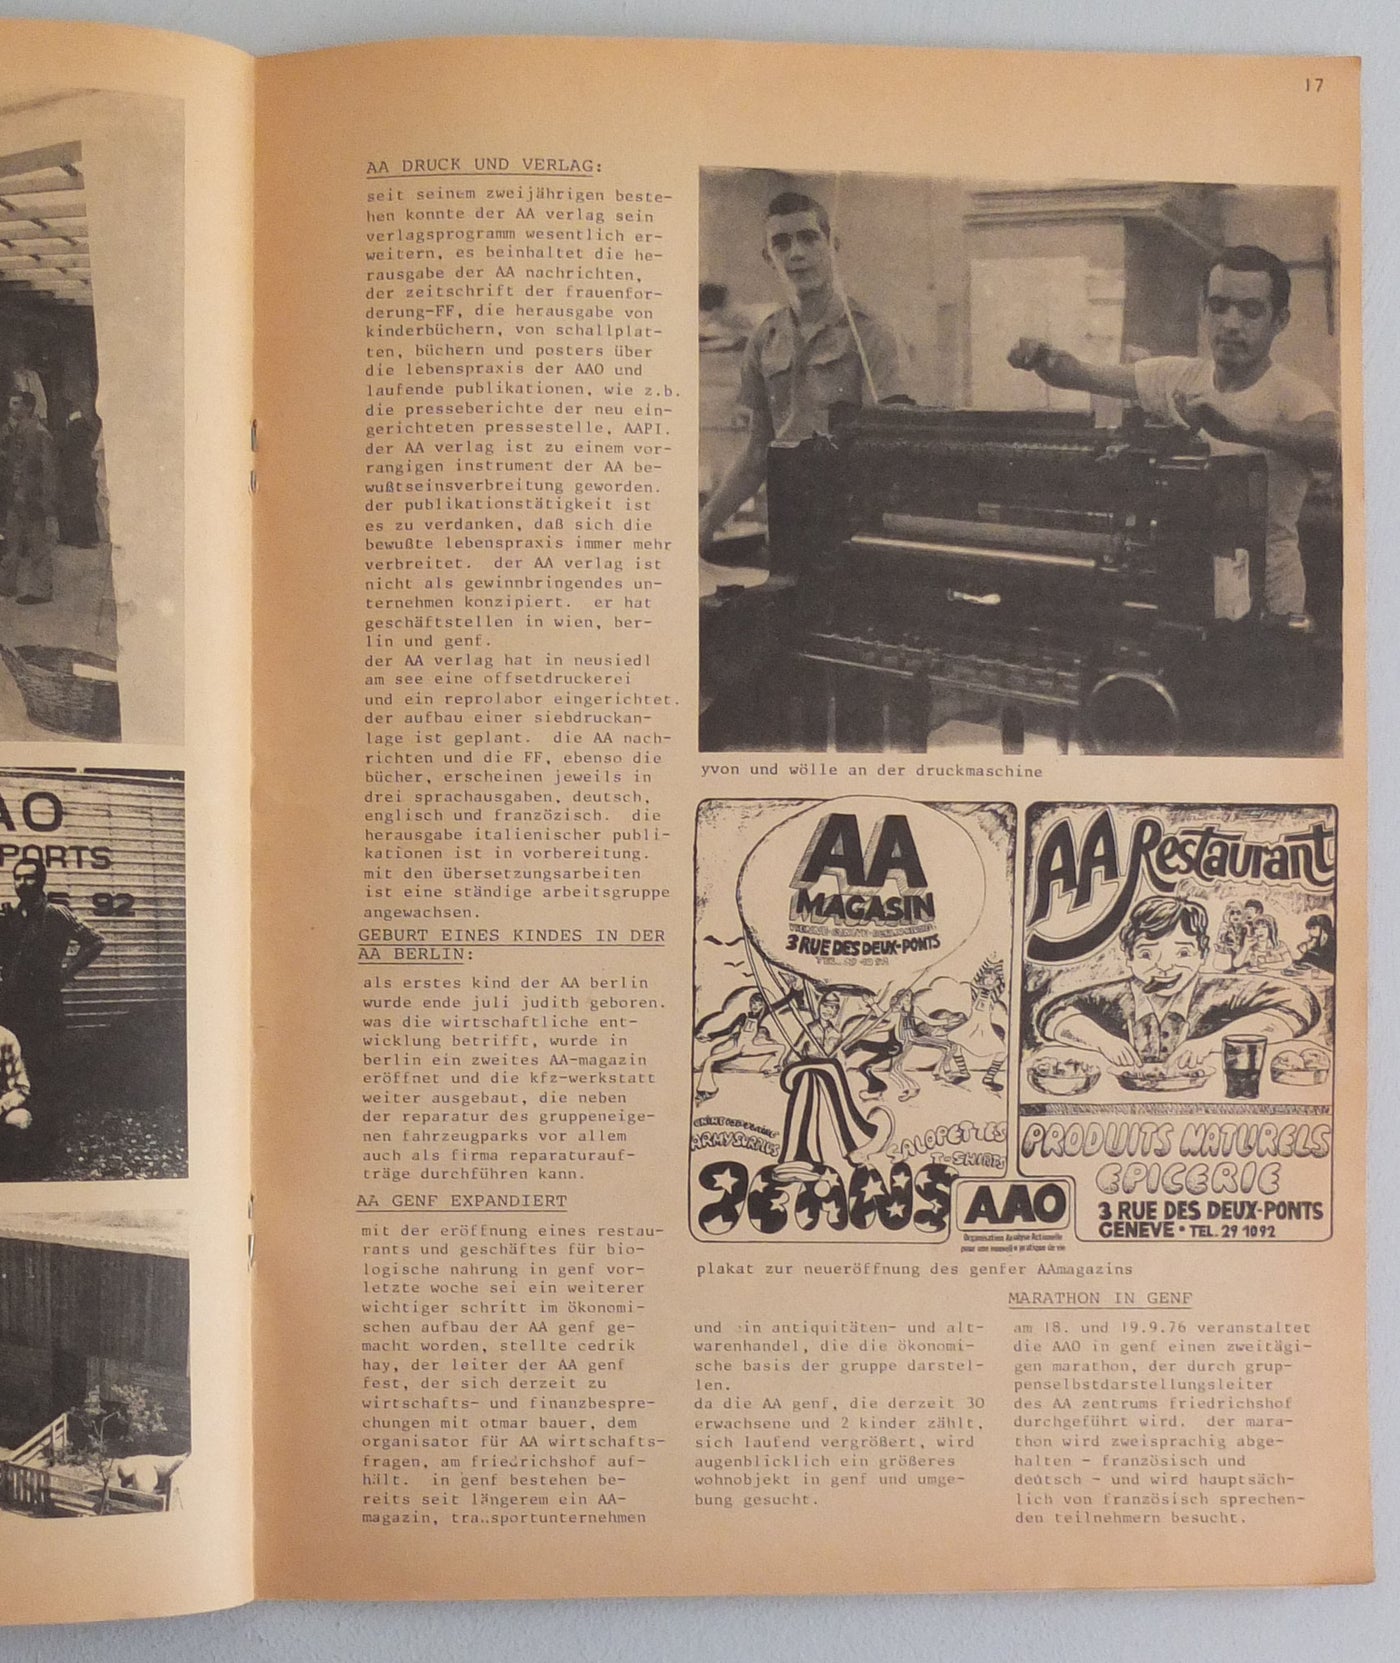 17
AA DRUCK UND VERLAG:
seit seinem zweijährigen beste-
hen konnte der AA verlag sein
verlagsprogramm wesentlich er-
weitern, es beinhaltet die he-
rausgabe der AA nachrichten,
der zeitschrift der frauenfor-
derung-FF, die herausgabe von
kinderbüchern, von schallplat-
ten, büchern und posters über
die lebenspraxis der AAO und
laufende publikationen, wie z.b.
die presseberichte der neu ein-
gerichteten pressestelle, AAPI.
der AA verlag ist zu einem vor-
rangigen instrument der AA be-
wußtseinsverbreitung geworden.
der publikationstätigkeit ist
es zu verdanken, daß sich die
bewußte lebenspraxis immer mehr
verbreitet. der AA verlag ist
nicht als gewinnbringendes un-
ternehmen konzipiert. er hat
geschäftstellen in wien, ber-
lin und genf.
der AA verlag hat in neusiedl
am see eine offsetdruckerei
und ein reprolabor eingerichtet.
der aufbau einer siebdruckan-
lage ist geplant. die AA nach-
richten und die FF, ebenso die
bücher, erscheinen jeweils in
drei sprachausgaben, deutsch,
englisch und französisch. die
herausgabe italienischer publi-
kationen ist in vorbereitung.
mit den übersetzungsarbeiten
ist eine ständige arbeitsgruppe
angewachsen.
GEBURT EINES KINDES IN DER
AA BERLIN:
als erstes kind der AA berlin
wurde ende juli judith geboren.
was die wirtschaftliche ent-
wicklung betrifft, wurde in
berlin ein zweites AA-magazin
eröffnet und die kfz-werkstatt
weiter ausgebaut, die neben
der reparatur des gruppeneige-
nen fahrzeugparks vor allem
auch als firma reparaturauf-
träge durchführen kann.
AA GENF EXPANDIERT
mit der eröffnung eines restau-
rants und geschäftes für bio-
logische nahrung in genf vor-
letzte woche sei ein weiterer
wichtiger schritt im ökonomi-
schen aufbau der AA genf ge-
macht worden, stellte cedrik
hay, der leiter der AA genf
fest, der sich derzeit zu
wirtschafts- und finanzbespre-
chungen mit otmar bauer, dem
organisator für AA wirtschafts-
fragen, am friedrichshof auf-
hält. in genf bestehen be-
reits seit längerem ein AA-
magazin, transportunternehmen
yvon und wölle an der druckmaschine
AA
MAGASIN
3 RUE DES DEUX-PONTS
TEL. 29 10 92
ARMY SURPLUS
SALOPETTES
T-SHIRTS
JEANS
AA Restaurant
PRODUITS NATURELS
EPICERIE
3 RUE DES DEUX-PONTS
GENEVE • TEL. 29 10 92
AAO
Organisation Analyse Actionelle
pour une nouvelle pratique de vie
plakat zur neueröffnung des genfer AAmagazins
und ein antiquitäten- und alt-
warenhandel, die die ökonomi-
sche basis der gruppe darstel-
len.
da die AA genf, die derzeit 30
erwachsene und 2 kinder zählt,
sich laufend vergrößert, wird
augenblicklich ein größeres
wohnobjekt in genf und umge-
bung gesucht.
MARATHON IN GENF
am 18. und 19.9.76 veranstaltet
die AAO in genf einen zweitägi-
gen marathon, der durch grup-
penselbstdarstellungsleiter
des AA zentrums friedrichshof
durchgeführt wird. der mara-
thon wird zweisprachig abge-
halten - französisch und
deutsch - und wird hauptsäch-
lich von französisch sprechen-
den teilnehmern besucht.
AO
PORTS
92